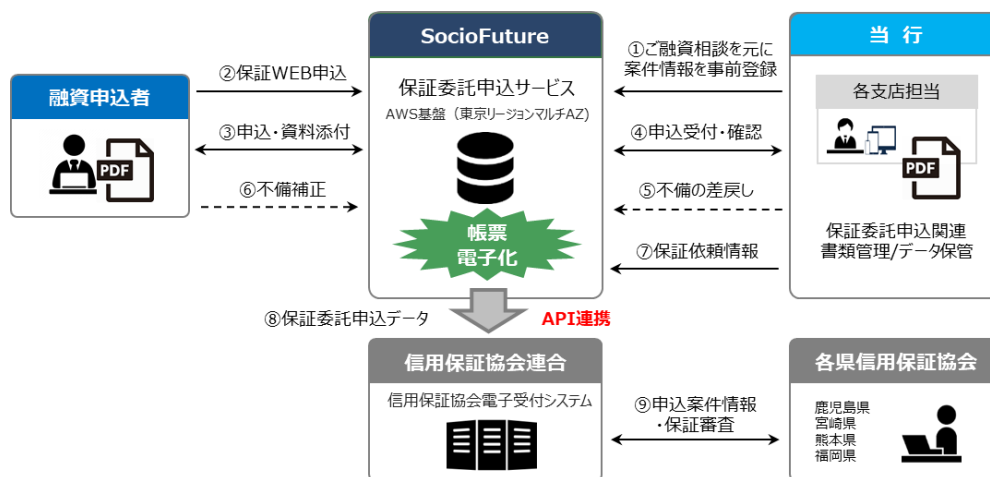 SocioFuture
保証委託申込サービス
AWS基盤（東京リージョンマルチAZ)
帳票
電子化
融資申込者
PDF
②保証WEB申込
③申込・資料添付
⑥不備補正
①ご融資相談を元に
案件情報を事前登録
④申込受付・確認
⑤不備の差戻し
⑦保証依頼情報
当 行
各支店担当
PDF
保証委託申込関連
書類管理/データ保管
⑧保証委託申込データ
API連携
信用保証協会連合
信用保証協会電子受付システム
⑨申込案件情報
・保証審査
各県信用保証協会
鹿児島県
宮崎県
熊本県
福岡県